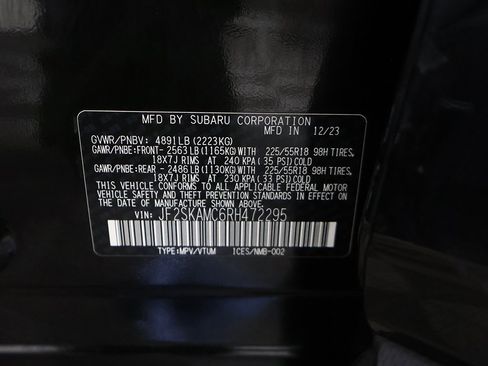 MFD BY SUBARU CORPORATION
MFD IN 12/23
GVWR/PNBV: 4891LB (2223KG)
GAWR/PNBE:FRONT- 2563LB(1165KG)WITH 225/55R18 98H TIRES,
18X7J RIMS AT 240 KPA( 35 PSI)COLD
GAWR/PNBE:REAR - 2486LB(1130KG)WITH 225/55R18 98H TIRES,
18X7J RIMS AT 230 KPA( 33 PSI)COLD
THIS VEHICLE CONFORMS TO ALL APPLICABLE FEDERAL MOTOR
VEHICLE SAFETY AND THEFT PREVENTION STANDARDS IN EFFECT ON
THE DATE OF MANUFACTURE SHOWN ABOVE
VIN: JF2SKAMC6RH472295
TYPE:MPV/VTUM ICES/NMB-002